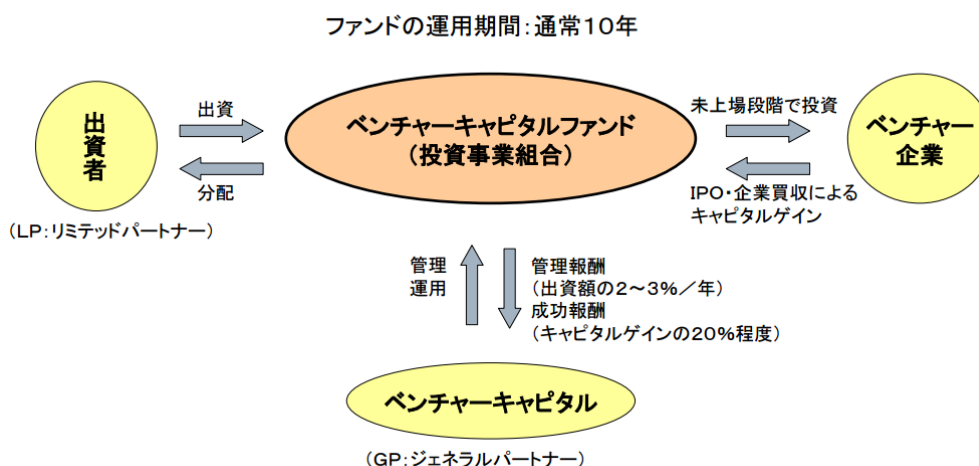 ファンドの運用期間：通常１０年
出資者
出資
分配
（LP：リミテッドパートナー）
ベンチャーキャピタルファンド
（投資事業組合）
未上場段階で投資
IPO・企業買収による
キャピタルゲイン
ベンチャー
企業
管理
運用
管理報酬
（出資額の２～３％／年）
成功報酬
（キャピタルゲインの２０％程度）
ベンチャーキャピタル
（GP：ジェネラルパートナー）